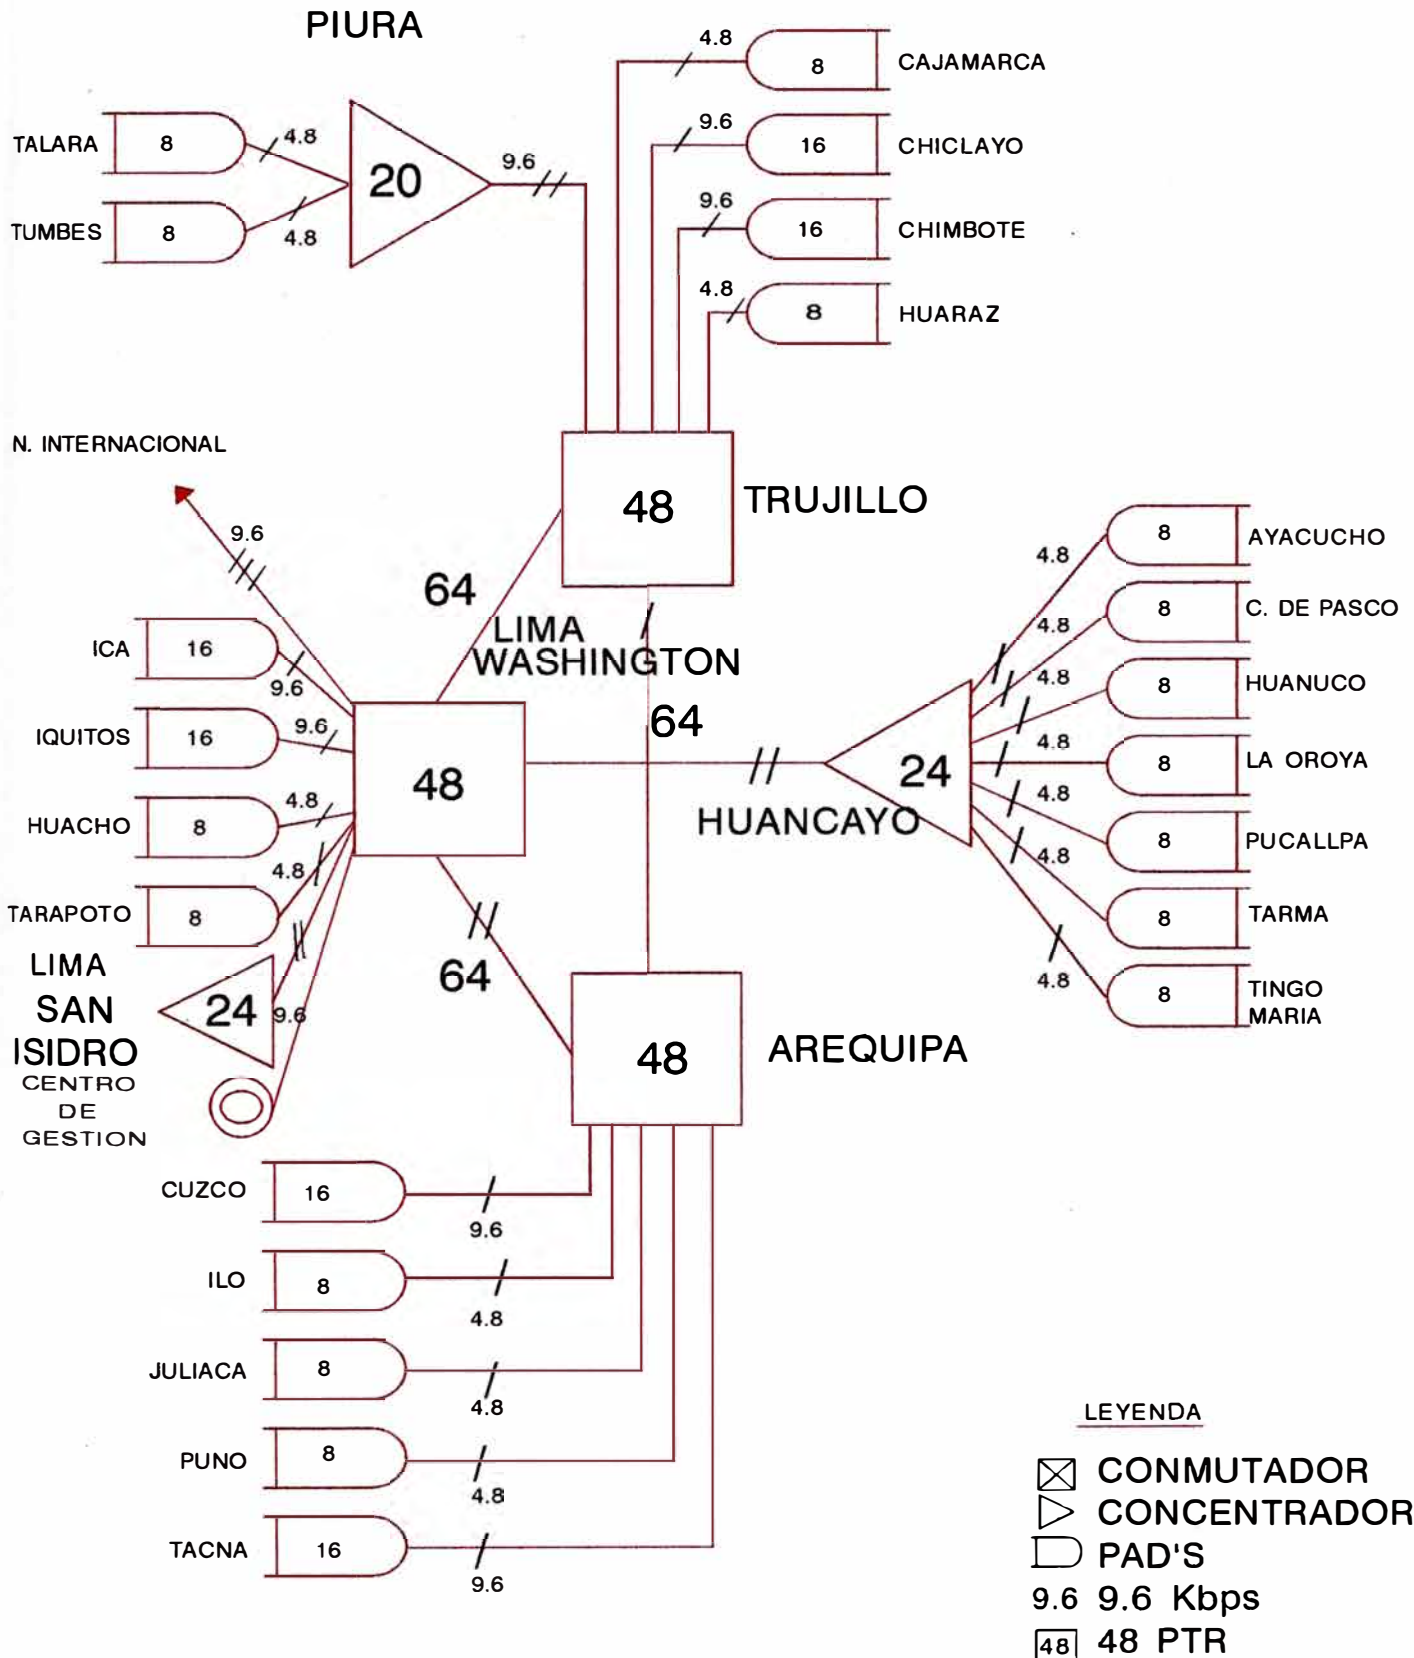 PIURA
TALARA
8
4.8
TUMBES
8
4.8
20
9.6
4.8
8
CAJAMARCA
9.6
16
CHICLAYO
9.6
16
CHIMBOTE
4.8
8
HUARAZ
N. INTERNACIONAL
9.6
48
TRUJILLO
64
LIMA
WASHINGTON
64
ICA
16
9.6
IQUITOS
16
9.6
HUACHO
8
4.8
TARAPOTO
8
4.8
48
LIMA
SAN
ISIDRO
24
9.6
CENTRO
DE
GESTION
HUANCAYO
24
4.8
8
AYACUCHO
4.8
8
C. DE PASCO
4.8
8
HUANUCO
4.8
8
LA OROYA
4.8
8
PUCALLPA
4.8
8
TARMA
4.8
8
TINGO
MARIA
64
48
AREQUIPA
CUZCO
16
9.6
ILO
8
4.8
JULIACA
8
4.8
PUNO
8
4.8
TACNA
16
9.6
LEYENDA
CONMUTADOR
CONCENTRADOR
PAD'S
9.6 9.6 Kbps
48 48 PTR